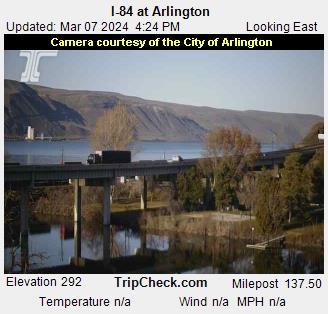 I-84 at Arlington
Updated: Mar 07 2024 4:24 PM Looking East
Camera courtesy of the City of Arlington
Elevation 292 TripCheck.com Milepost 137.50
Temperature n/a Wind n/a MPH n/a